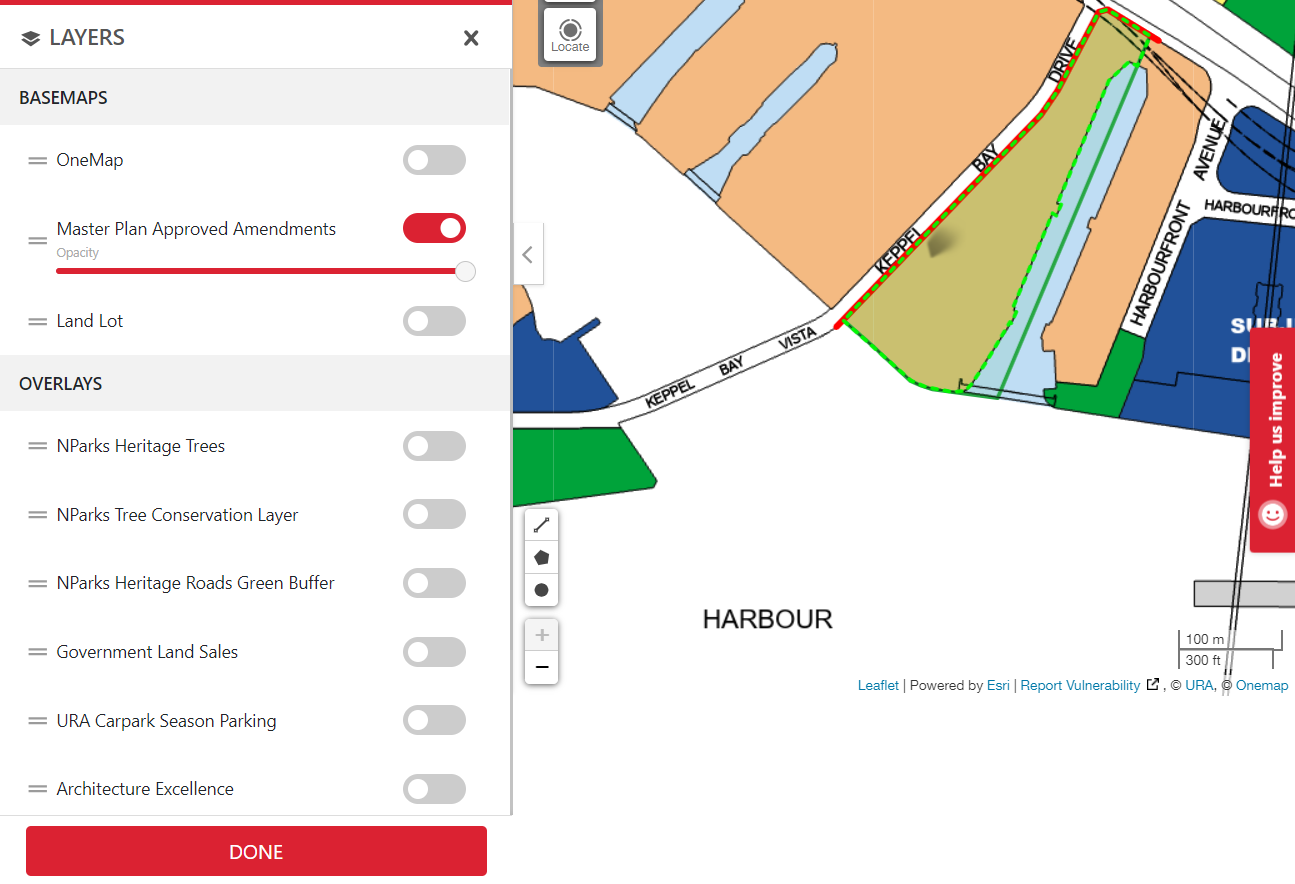 LAYERS
BASEMAPS
OneMap
Master Plan Approved Amendments
Opacity
Land Lot
OVERLAYS
NParks Heritage Trees
NParks Tree Conservation Layer
NParks Heritage Roads Green Buffer
Government Land Sales
URA Carpark Season Parking
Architecture Excellence
DONE
Locate
KEPPEL BAY DRIVE
HARBOURFRONT AVENUE
HARBOURFRO
KEPPEL BAY VISTA
Help us improve
HARBOUR
100 m
300 ft
Leaflet | Powered by Esri | Report Vulnerability , © URA, © Onemap